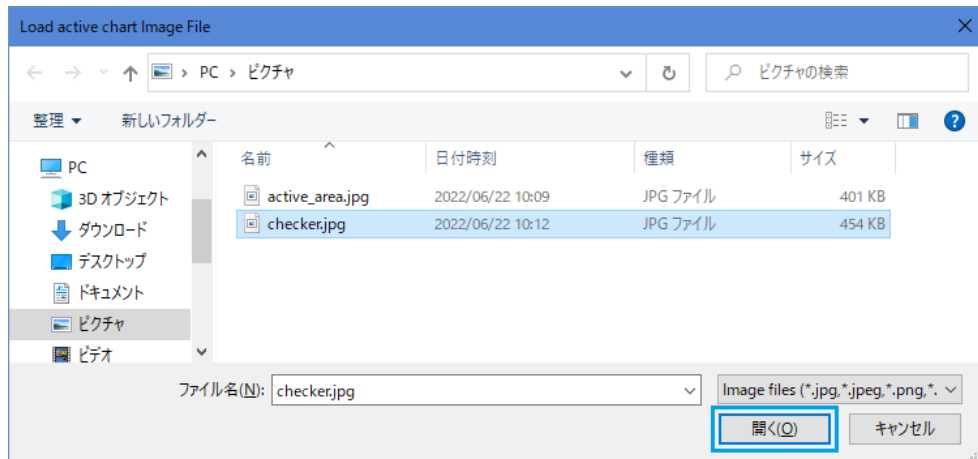 Load active chart Image File
PC › ピクチャ
ピクチャの検索
整理
新しいフォルダー
名前
日付時刻
種類
サイズ
PC
3D オブジェクト
ダウンロード
デスクトップ
ドキュメント
ピクチャ
ビデオ
active_area.jpg 2022/06/22 10:09 JPG ファイル 401 KB
checker.jpg 2022/06/22 10:12 JPG ファイル 454 KB
ファイル名(N): checker.jpg
Image files (*.jpg,*.jpeg,*.png,*.
開く(O)
キャンセル